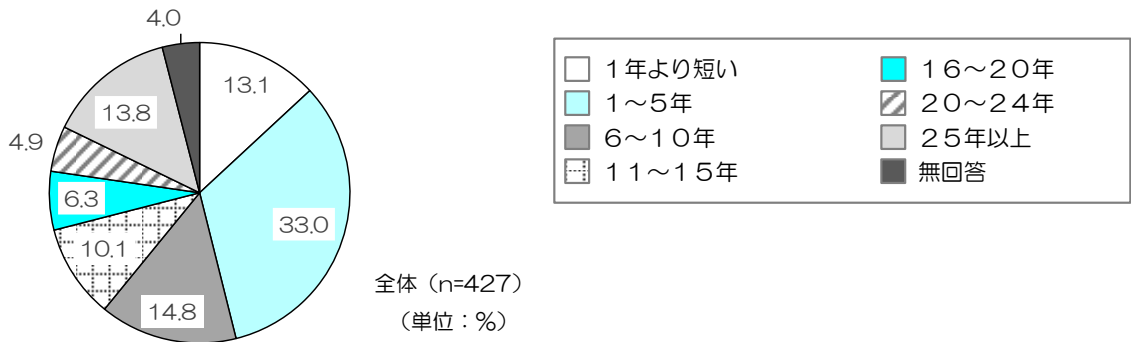 4.0
13.1
13.8
4.9
6.3
33.0
10.1
14.8
全体（n=427）
（単位：％）
１年より短い
１～５年
６～１０年
１１～１５年
１６～２０年
２０～２４年
２５年以上
無回答